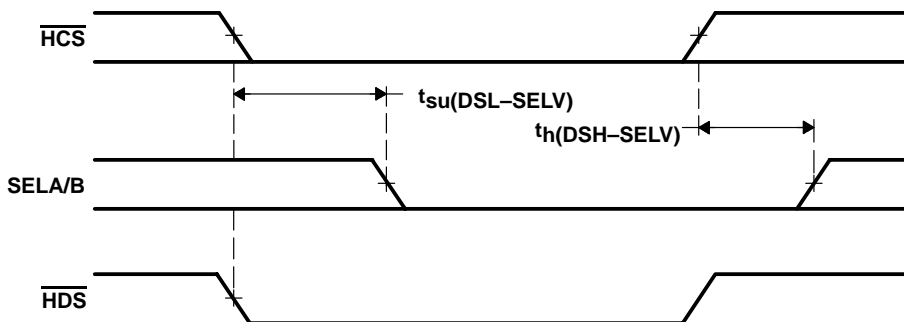 HCS
tsu(DSL–SELV)
th(DSH–SELV)
SELA/B
HDS